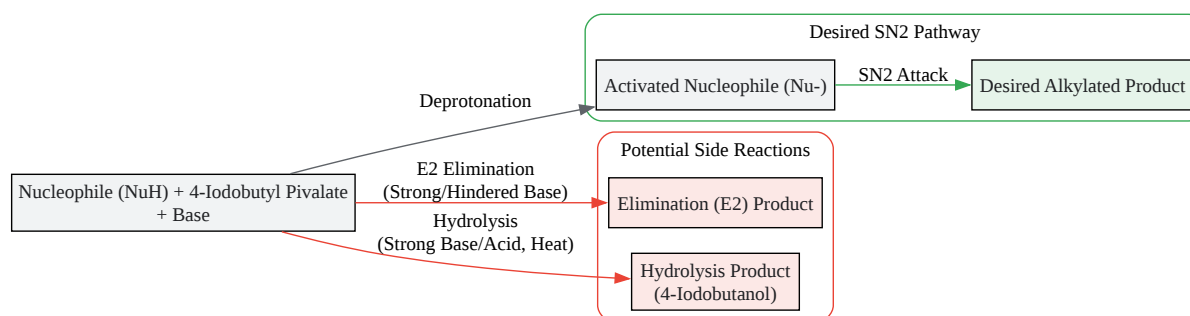 Desired SN2 Pathway
Activated Nucleophile (Nu-)
SN2 Attack
Desired Alkylated Product
Deprotonation
Potential Side Reactions
E2 Elimination
(Strong/Hindered Base)
Nucleophile (NuH) + 4-Iodobutyl Pivalate
+ Base
Elimination (E2) Product
Hydrolysis
(Strong Base/Acid, Heat)
Hydrolysis Product
(4-Iodobutanol)